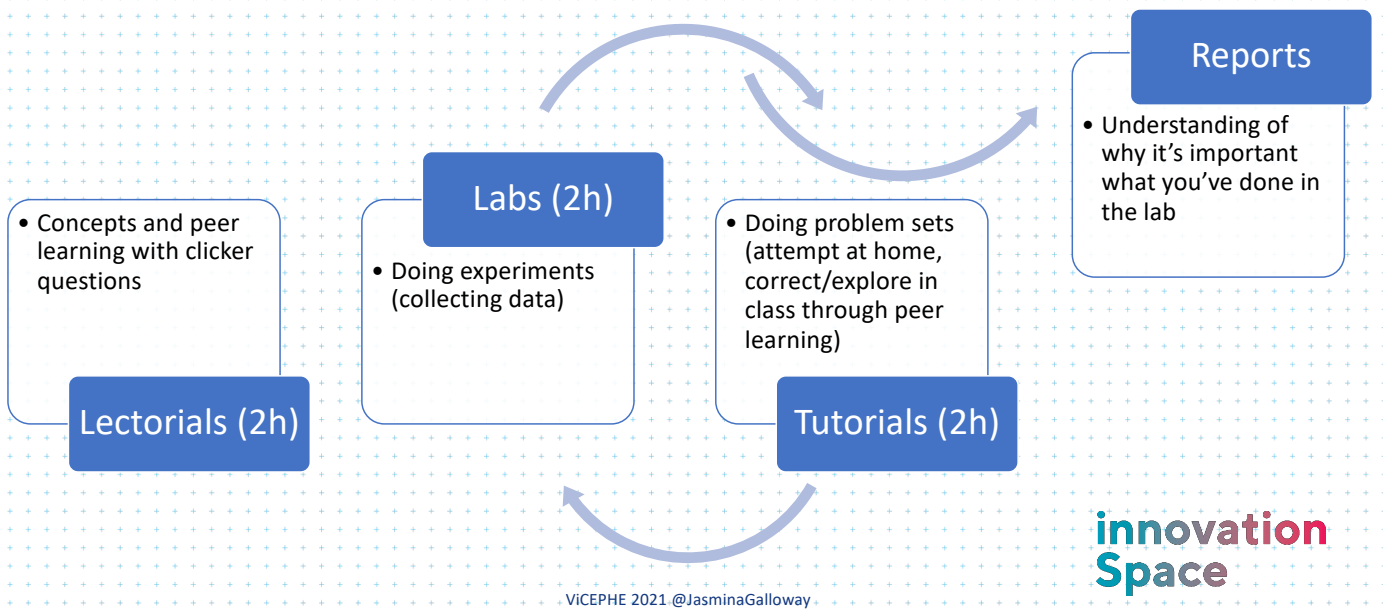 • Concepts and peer
learning with clicker
questions
Lectorials (2h)
Labs (2h)
• Doing experiments
(collecting data)
• Doing problem sets
(attempt at home,
correct/explore in
class through peer
learning)
Tutorials (2h)
Reports
• Understanding of
why it’s important
what you’ve done in
the lab
innovation
Space
ViCEPHE 2021 @JasminaGalloway